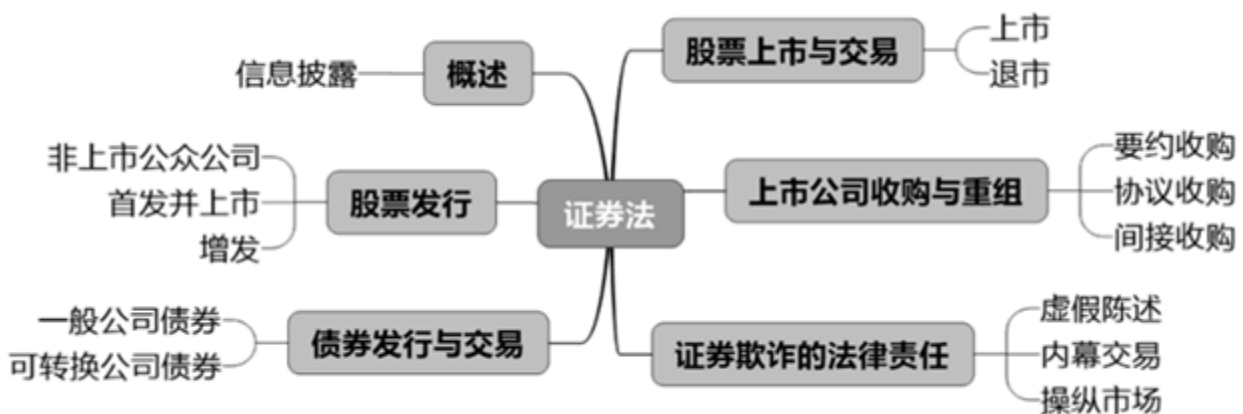 证券法
概述
信息披露
股票发行
非上市公众公司
首发并上市
增发
债券发行与交易
一般公司债券
可转换公司债券
股票上市与交易
上市
退市
上市公司收购与重组
要约收购
协议收购
间接收购
证券欺诈的法律责任
虚假陈述
内幕交易
操纵市场